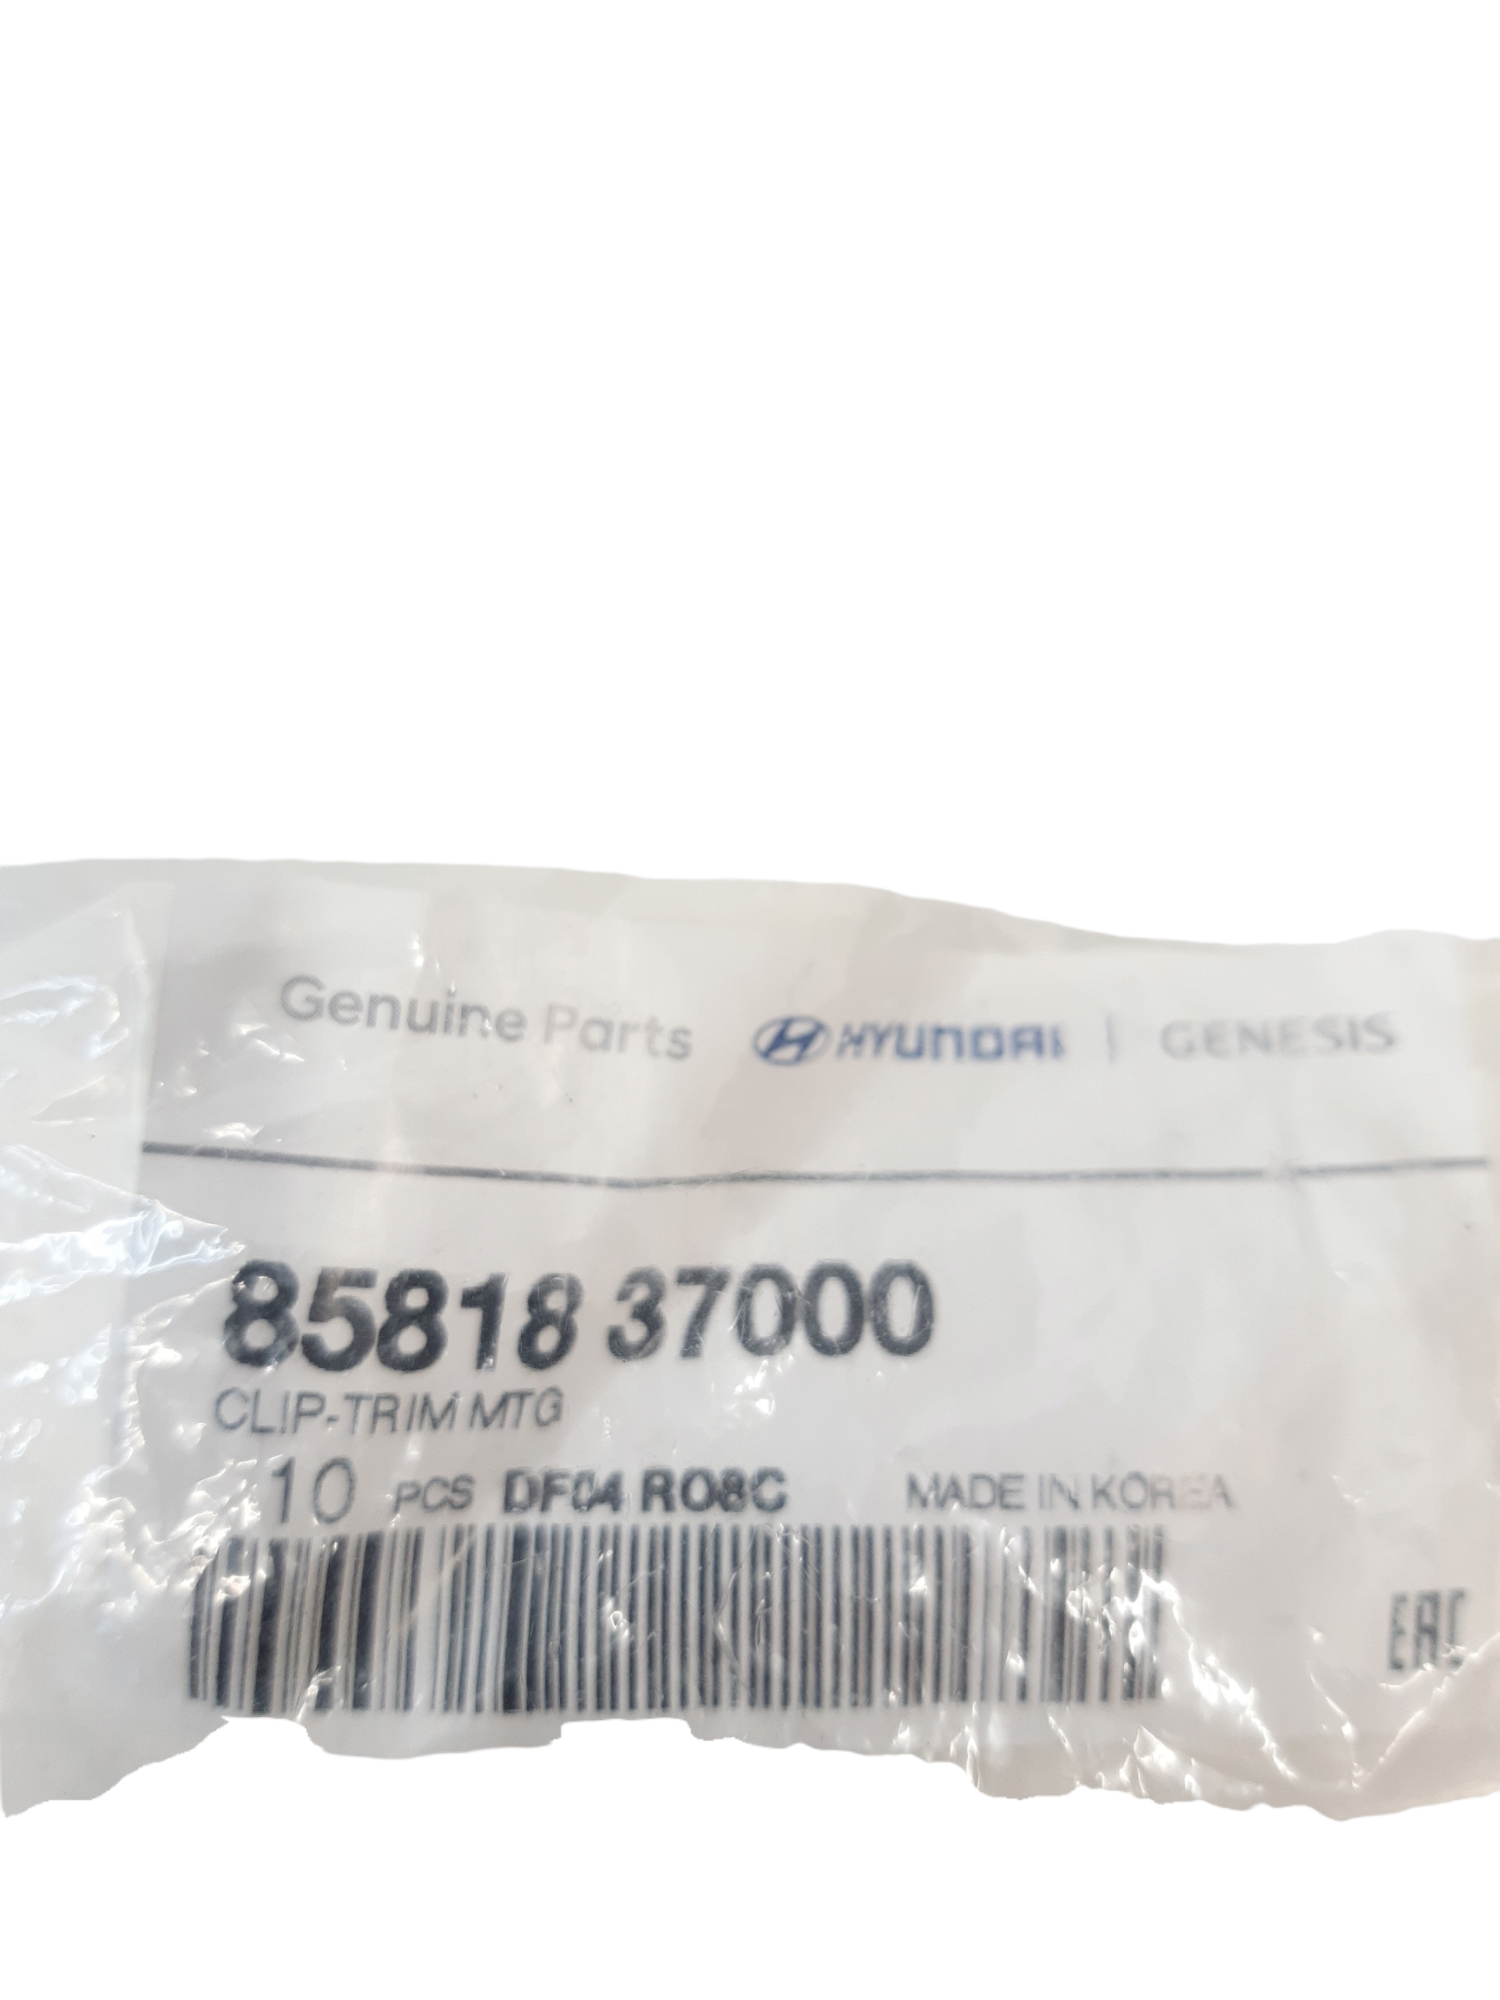 Genuine Parts HYUNDAI | GENESIS
85818 37000
CLIP-TRIM MTG
10 PCS DF04 RO8C MADE IN KOREA
EAC